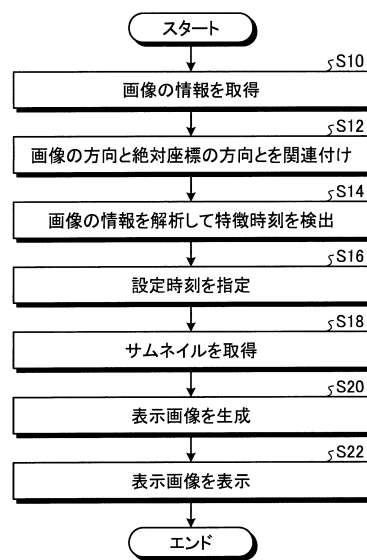 スタート
S10
画像の情報を取得
S12
画像の方向と絶対座標の方向とを関連付け
S14
画像の情報を解析して特徴時刻を検出
S16
設定時刻を指定
S18
サムネイルを取得
S20
表示画像を生成
S22
表示画像を表示
エンド